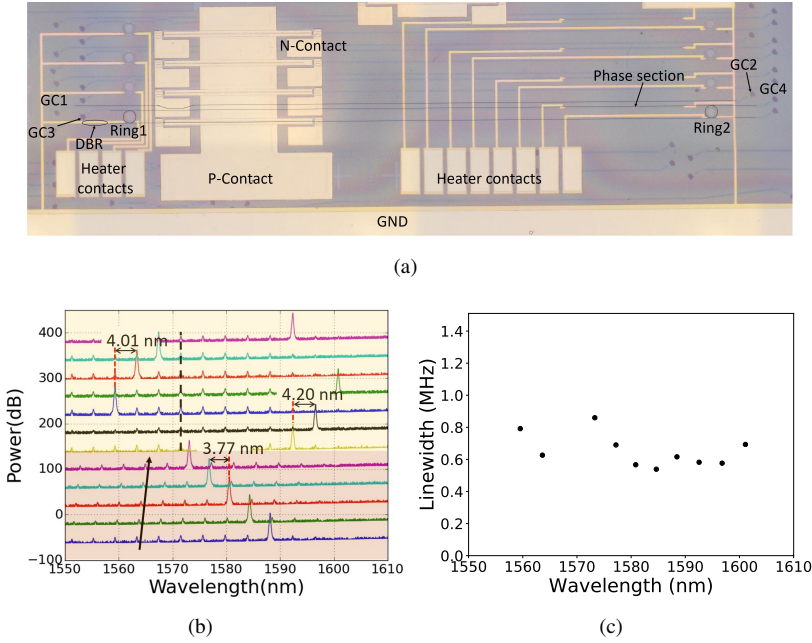 N-Contact
Phase section
GC2
GC4
GC1
GC3
DBR
Ring1
Ring2
Heater
contacts
P-Contact
Heater contacts
GND
(a)
400
300
200
100
0
−100
Power(dB)
4.01 nm
4.20 nm
3.77 nm
1550 1560 1570 1580 1590 1600 1610
Wavelength(nm)
(b)
1.4
1.2
1.0
0.8
0.6
0.4
0.2
0.0
Linewidth (MHz)
1550 1560 1570 1580 1590 1600 1610
Wavelength (nm)
(c)